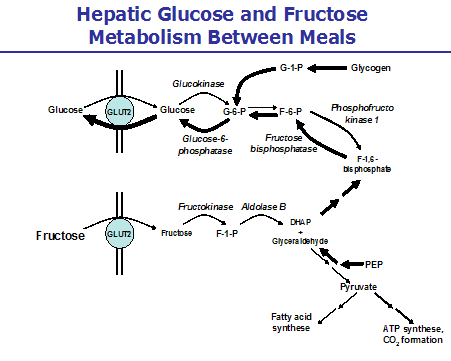 Hepatic Glucose and Fructose
Metabolism Between Meals
G-1-P
Glycogen
Glucokinase
Glucose
GLUT2
Glucose
G-6-P
F-6-P
Phosphofructo
kinase 1
Glucose-6-
phosphatase
Fructose
bisphosphatase
F-1,6-
bisphosphate
Fructokinase
Aldolase B
Fructose
GLUT2
Fructose
F-1-P
DHAP
+
Glyceraldehyde
PEP
Pyruvate
Fatty acid
synthese
ATP synthese,
CO2 formation